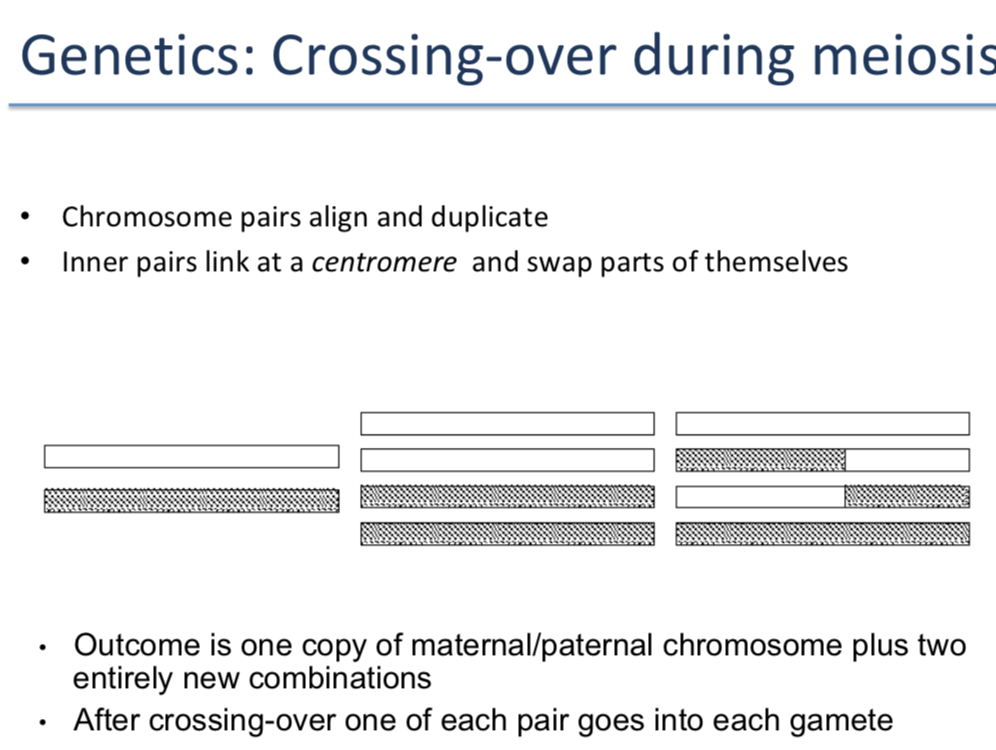 Genetics: Crossing-over during meiosis
• Chromosome pairs align and duplicate
• Inner pairs link at a centromere and swap parts of themselves
• Outcome is one copy of maternal/paternal chromosome plus two
entirely new combinations
• After crossing-over one of each pair goes into each gamete